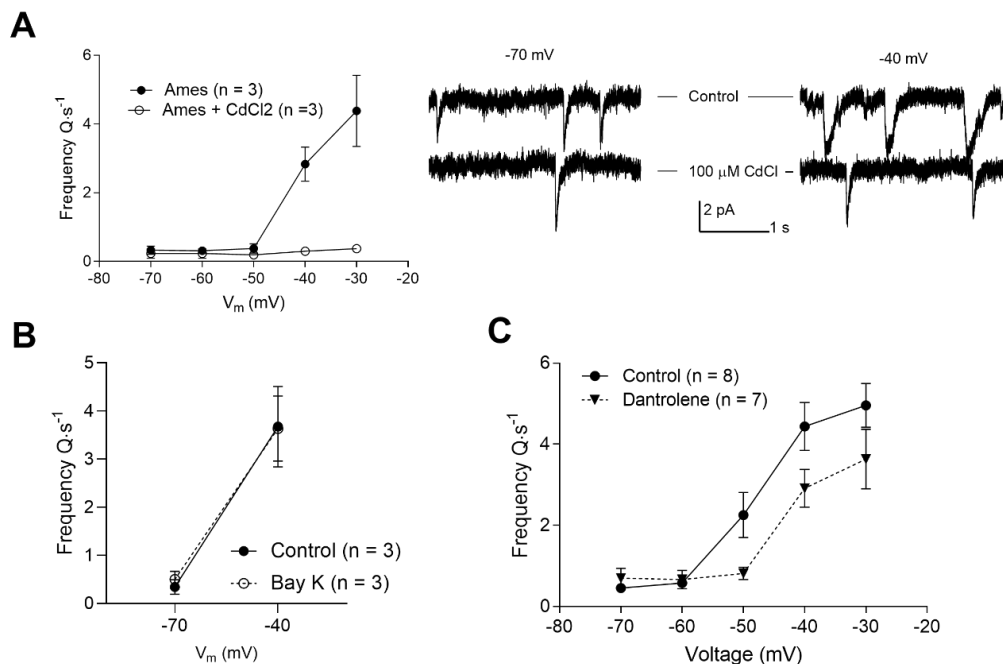 A
Frequency Q·s⁻¹
6
4
2
0
Ames (n = 3)
Ames + CdCl2 (n =3)
-80 -70 -60 -50 -40 -30 -20
Vm (mV)
-70 mV
-40 mV
Control
100 μM CdCl
2 pA
1 s
B
Frequency Q·s⁻¹
5
4
3
2
1
0
Control (n = 3)
Bay K (n = 3)
-70 -40
Vm (mV)
C
Frequency Q·s⁻¹
6
4
2
0
Control (n = 8)
Dantrolene (n = 7)
-80 -70 -60 -50 -40 -30 -20
Voltage (mV)